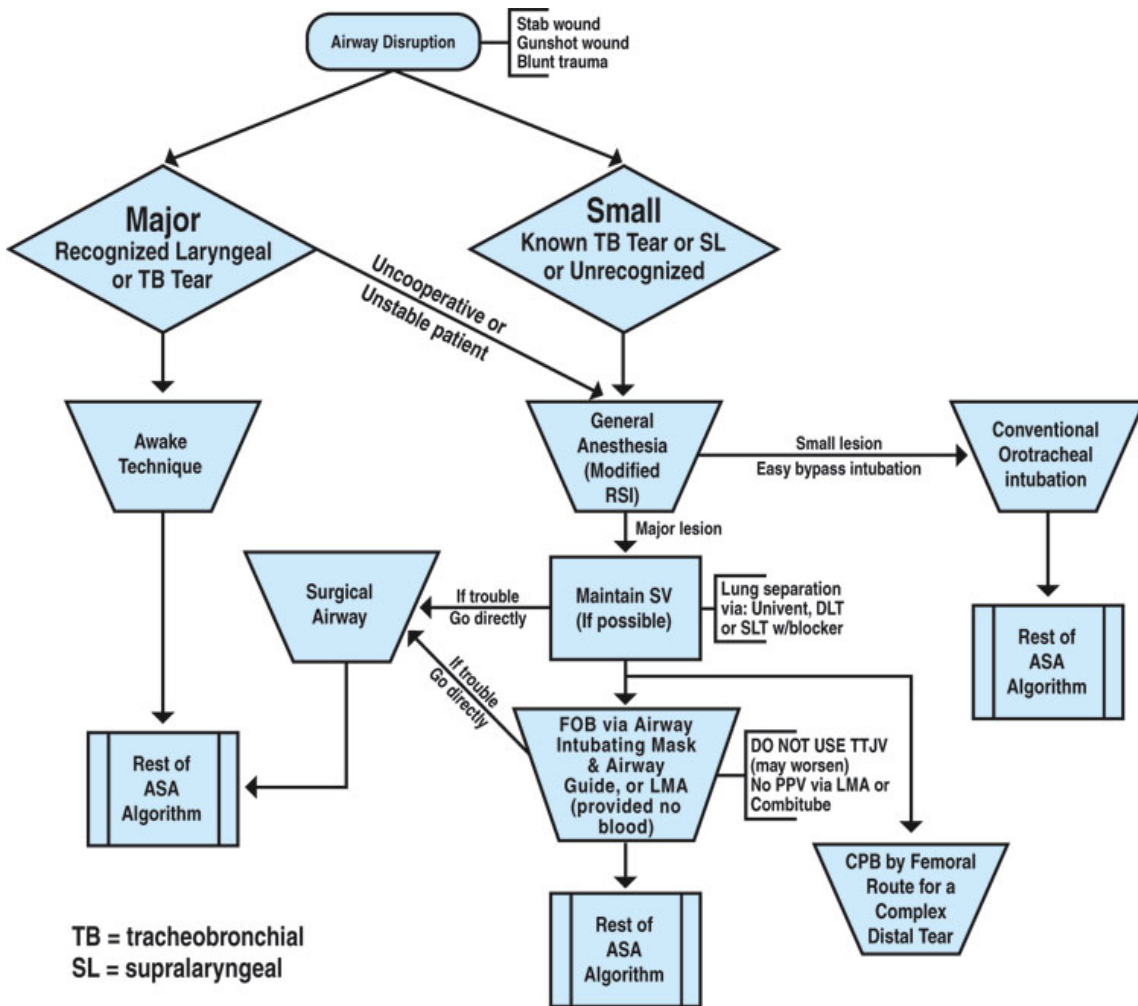 Airway Disruption
Stab wound
Gunshot wound
Blunt trauma
Major
Recognized Laryngeal
or TB Tear
Small
Known TB Tear or SL
or Unrecognized
Uncooperative or
Unstable patient
Awake
Technique
General
Anesthesia
(Modified
RSI)
Small lesion
Easy bypass intubation
Conventional
Orotracheal
intubation
Major lesion
Surgical
Airway
If trouble
Go directly
Maintain SV
(If possible)
Lung separation
via: Univent, DLT
or SLT w/blocker
Rest of
ASA
Algorithm
If trouble
Go directly
FOB via Airway
Intubating Mask
& Airway
Guide, or LMA
(provided no
blood)
DO NOT USE TTJV
(may worsen)
No PPV via LMA or
Combitube
Rest of
ASA
Algorithm
CPB by Femoral
Route for a
Complex
Distal Tear
Rest of
ASA
Algorithm
TB = tracheobronchial
SL = supralaryngeal